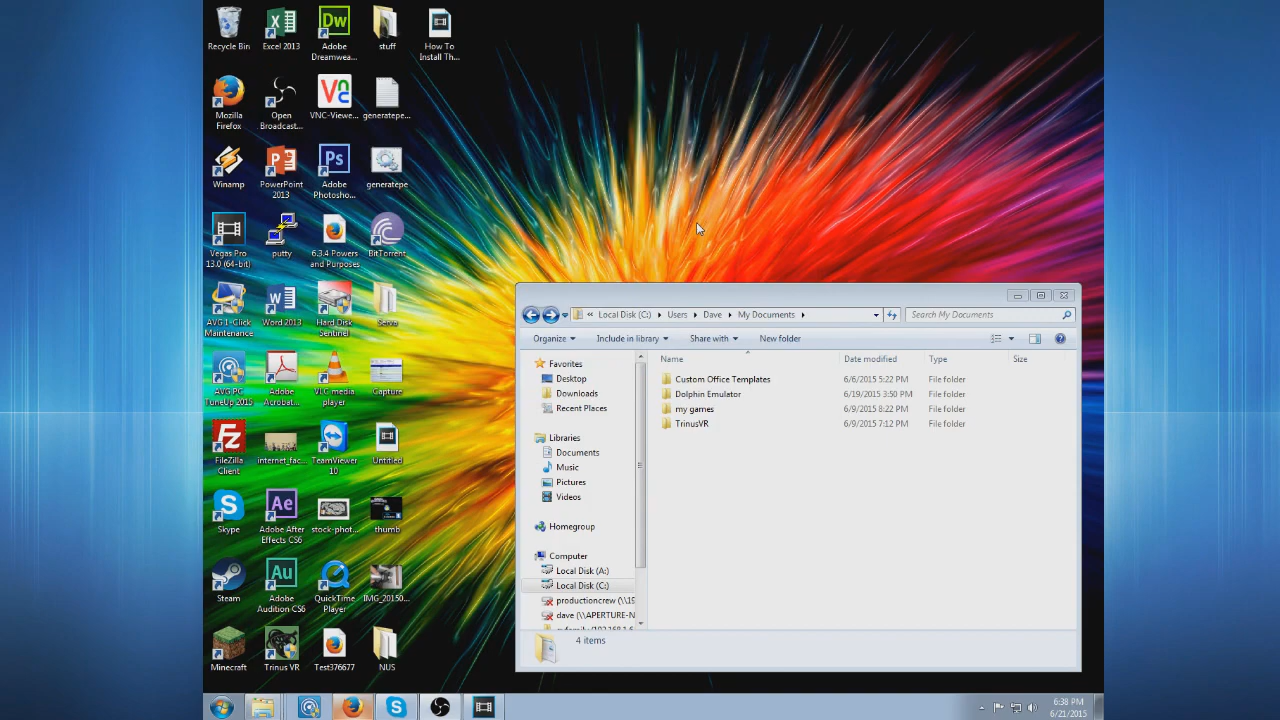 Recycle Bin
Excel 2013
Dw
Adobe
Dreamwea...
stuff
How To
Install Th...
Mozilla
Firefox
Open
Broadcast...
VNC-Viewe...
generatepe...
Winamp
PowerPoint
2013
Ps
Adobe
Photosho...
generatepe
Vegas Pro
13.0 (64-bit)
putty
6.3.4 Powers
and Purposes
BitTorrent
AVG 1-Click
Maintenance
Word 2013
Hard Disk
Sentinel
AVG PC
TuneUp 2015
Adobe
Acrobat...
VLC media
player
Capture
Fz
FileZilla
Client
internet_fac...
TeamViewer
10
Untitled
Skype
Ae
Adobe After
Effects CS6
stock-phot...
thumb
Steam
Au
Adobe
Audition CS6
QuickTime
Player
IMG_20150...
Minecraft
Trinus VR
Test376677
NUS
« Local Disk (C:) ▸ Users ▸ Dave ▸ My Documents ▸
Search My Documents
Organize
Include in library
Share with
New folder
Name
Date modified
Type
Size
Custom Office Templates 6/6/2015 5:22 PM File folder
Dolphin Emulator 6/19/2015 3:50 PM File folder
my games 6/9/2015 8:22 PM File folder
TrinusVR 6/9/2015 7:12 PM File folder
Favorites
Desktop
Downloads
Recent Places
Libraries
Documents
Music
Pictures
Videos
Homegroup
Computer
Local Disk (A:)
Local Disk (C:)
productioncrew (\\19
dave (\\APERTURE-N
4 items
6:38 PM
6/21/2015